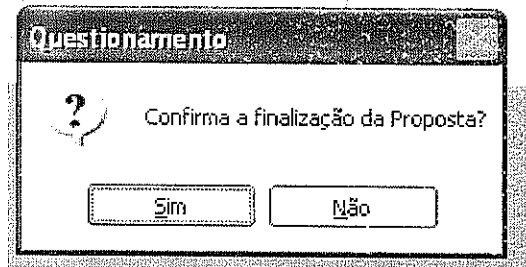 Questionamento
?
Confirma a finalização da Proposta?
Sim
Não